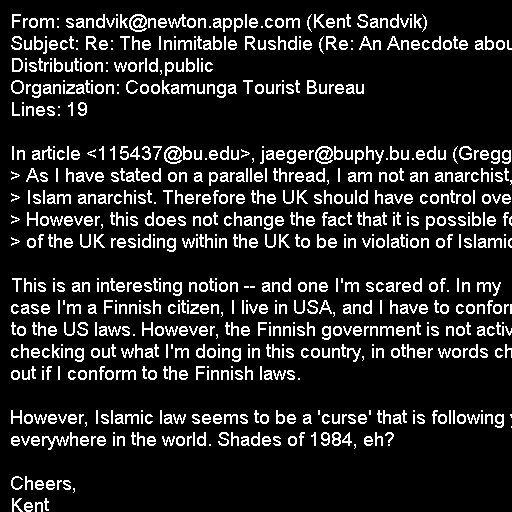 From: sandvik@newton.apple.com (Kent Sandvik)
Subject: Re: The Inimitable Rushdie (Re: An Anecdote abou
Distribution: world,public
Organization: Cookamunga Tourist Bureau
Lines: 19

In article <115437@bu.edu>, jaeger@buphy.bu.edu (Gregg
> As I have stated on a parallel thread, I am not an anarchist,
> Islam anarchist. Therefore the UK should have control ove
> However, this does not change the fact that it is possible fo
> of the UK residing within the UK to be in violation of Islamic

This is an interesting notion -- and one I'm scared of. In my
case I'm a Finnish citizen, I live in USA, and I have to confor
to the US laws. However, the Finnish government is not activ
checking out what I'm doing in this country, in other words ch
out if I conform to the Finnish laws.

However, Islamic law seems to be a 'curse' that is following y
everywhere in the world. Shades of 1984, eh?

Cheers,
Kent